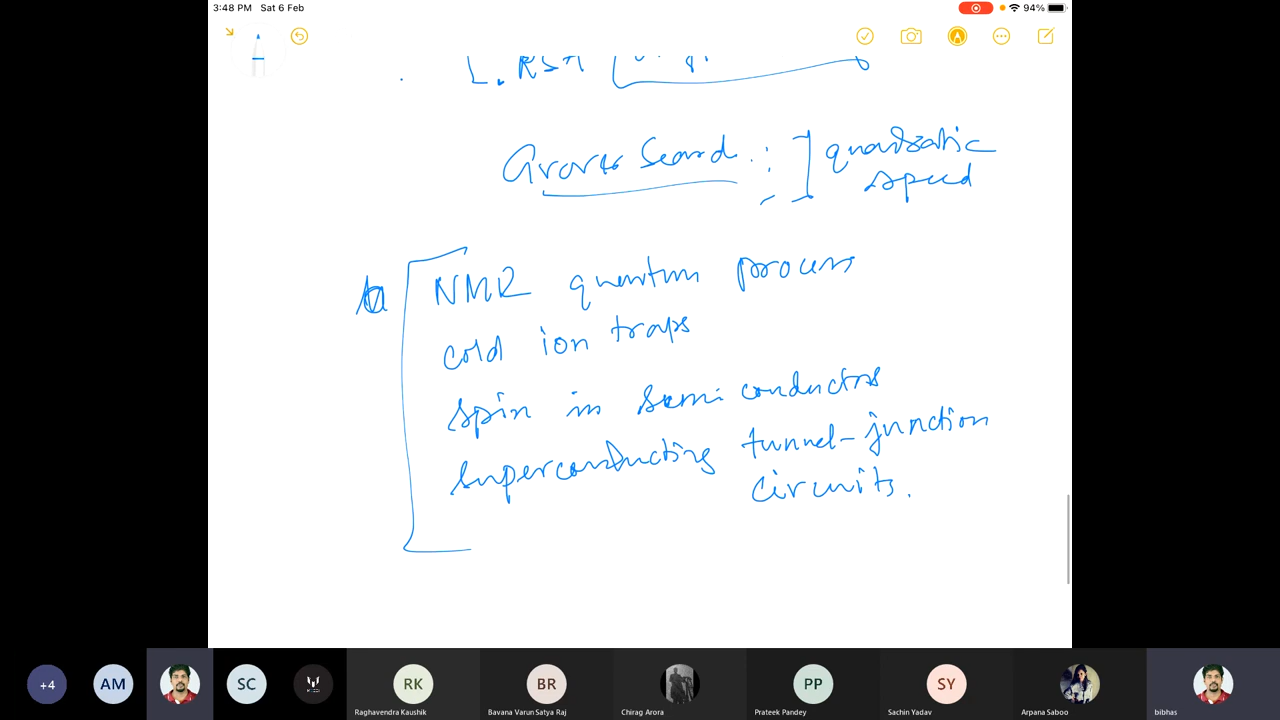 3:48 PM Sat 6 Feb 94%
L. RSA
Grover Search : ] quadratic
speed
NMR quantum process
cold ion traps
spin in semi conductors
superconducting tunnel-junction
circuits.
+4 AM SC RK BR PP SY
Raghavendra Kaushik Bavana Varun Satya Raj Chirag Arora Prateek Pandey Sachin Yadav Arpana Saboo bibhas